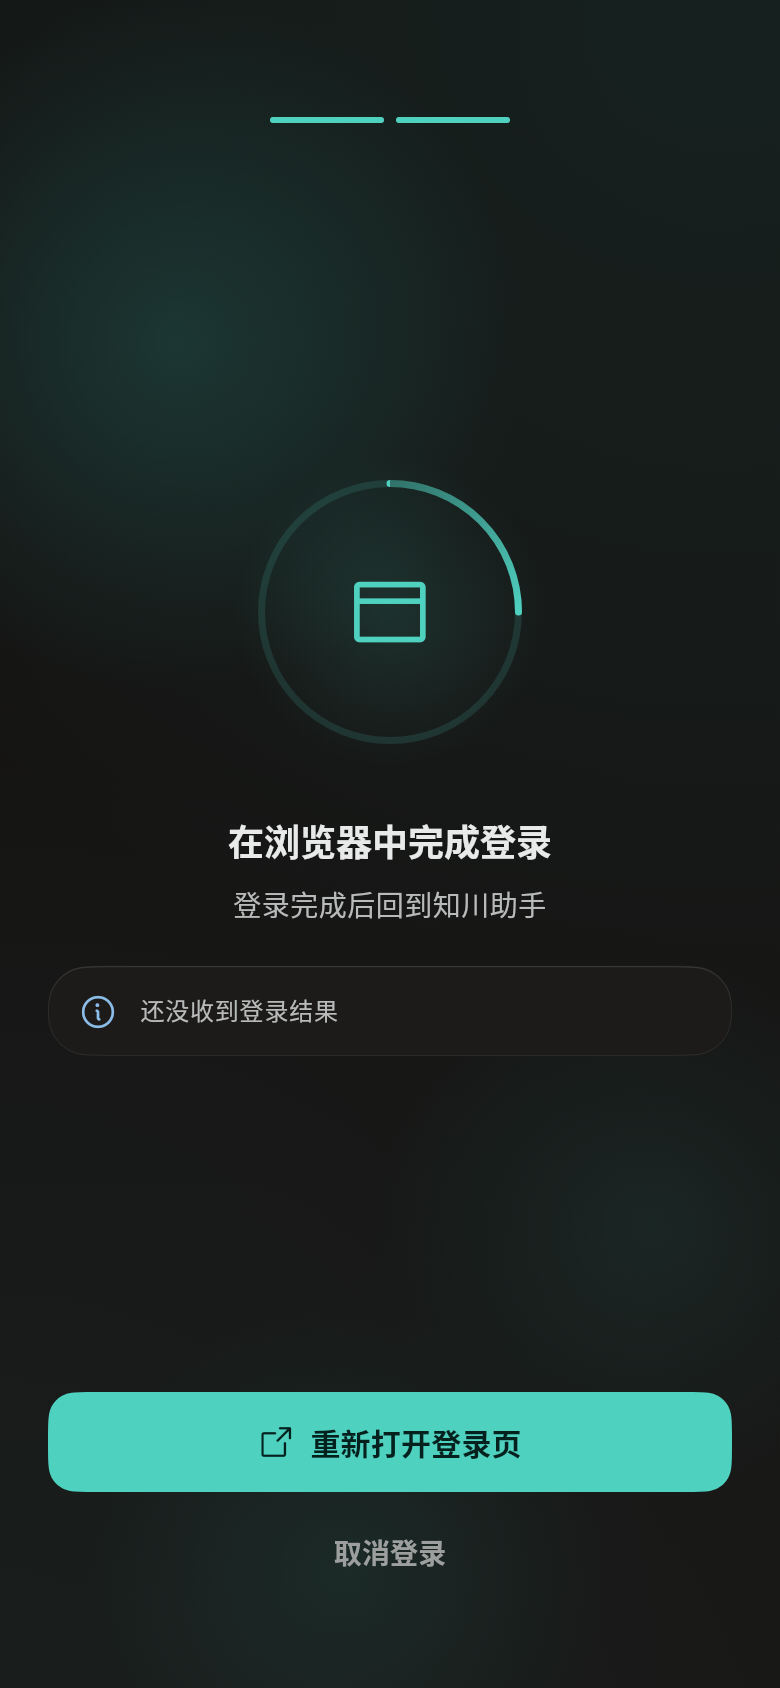 在浏览器中完成登录
登录完成后回到知川助手
还没收到登录结果
重新打开登录页
取消登录